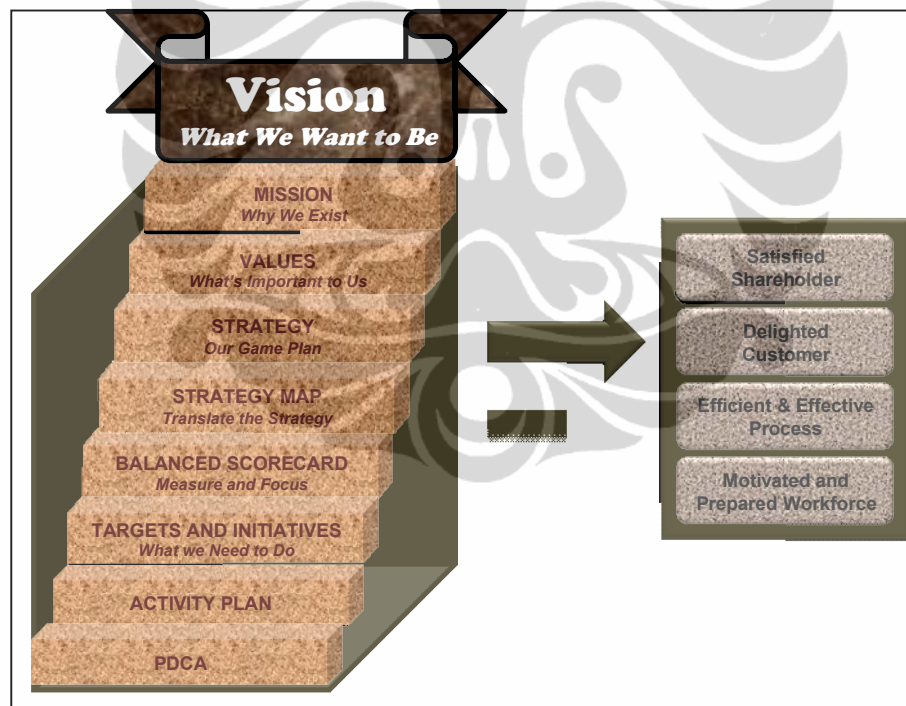 Vision
What We Want to Be
MISSION
Why We Exist
VALUES
What's Important to Us
STRATEGY
Our Game Plan
STRATEGY MAP
Translate the Strategy
BALANCED SCORECARD
Measure and Focus
TARGETS AND INITIATIVES
What we Need to Do
ACTIVITY PLAN
PDCA
Satisfied
Shareholder
Delighted
Customer
Efficient & Effective
Process
Motivated and
Prepared Workforce